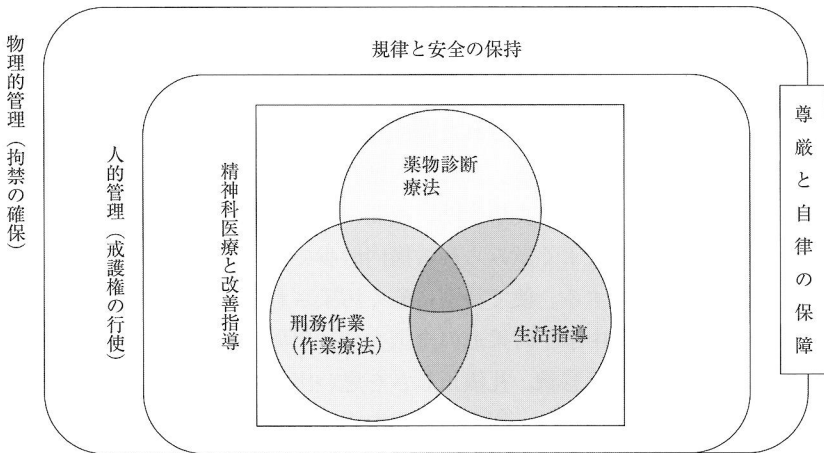 物理的管理（拘禁の確保）
規律と安全の保持
人的管理（戒護権の行使）
精神科医療と改善指導
薬物診断
療法
刑務作業
（作業療法）
生活指導
尊厳と自律の保障